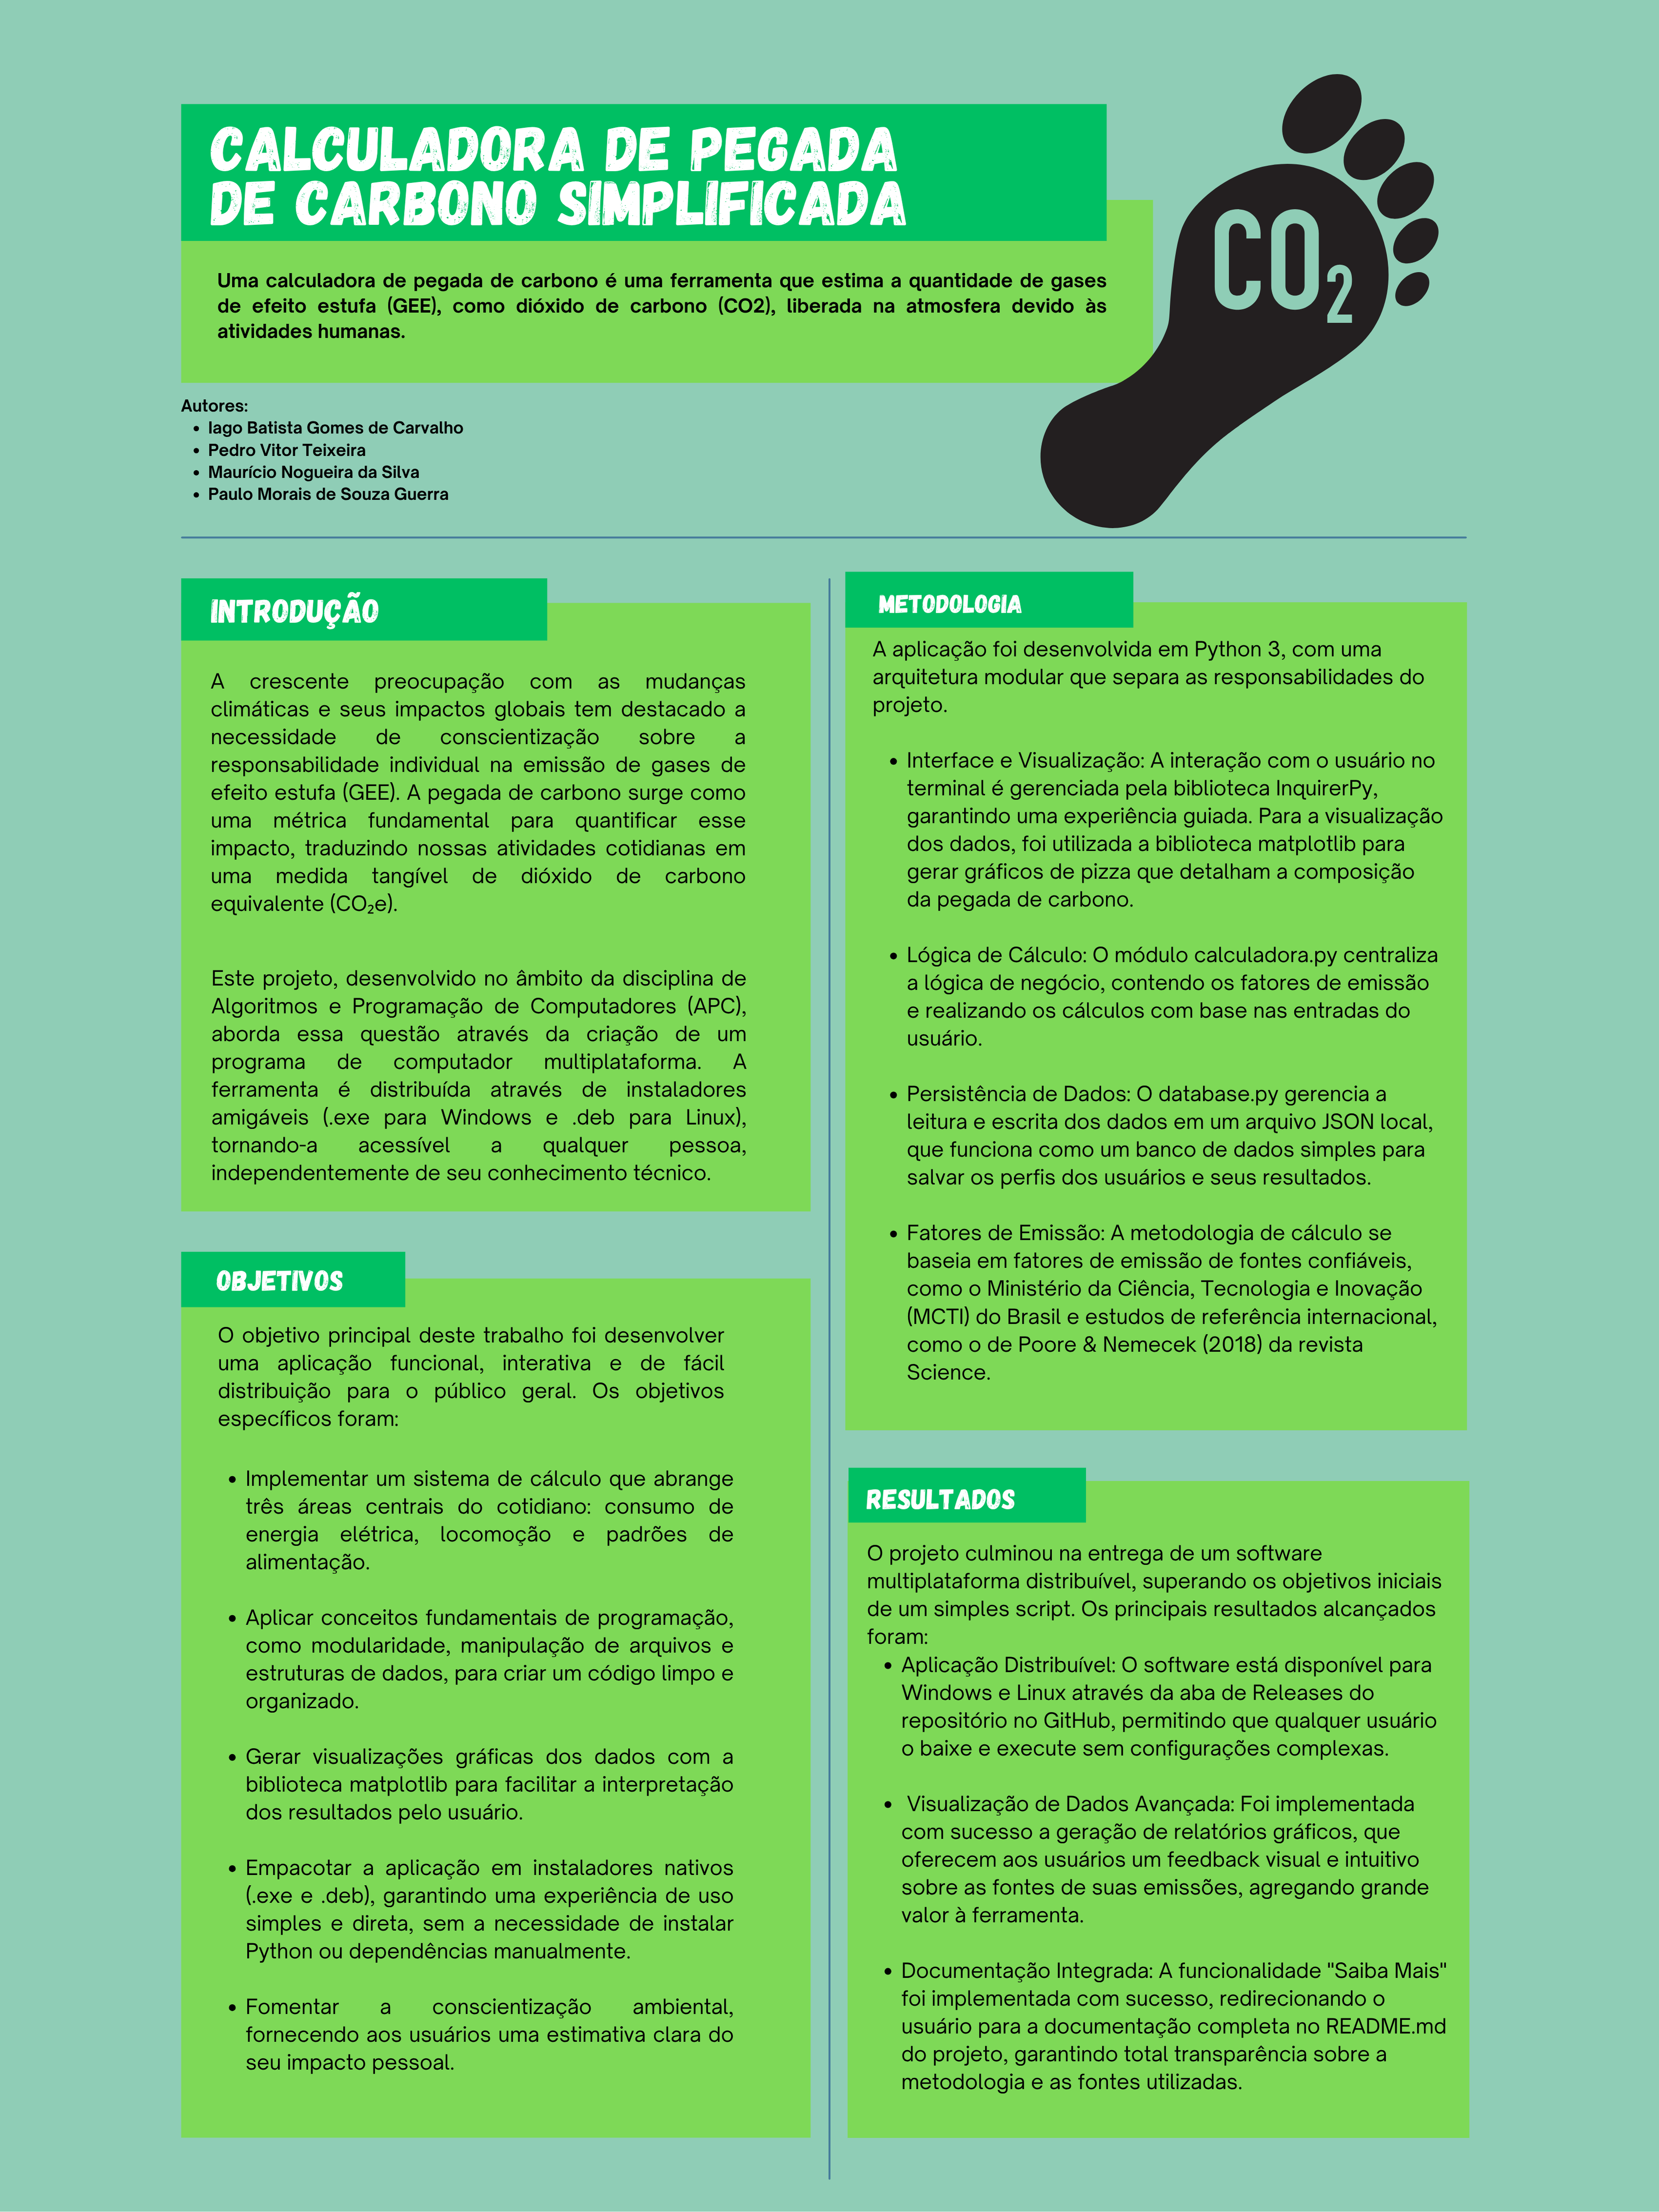 CALCULADORA DE PEGADA
DE CARBONO SIMPLIFICADA
CO2
Uma calculadora de pegada de carbono é uma ferramenta que estima a quantidade de gases
de efeito estufa (GEE), como dióxido de carbono (CO2), liberada na atmosfera devido às
atividades humanas.
Autores:
• Iago Batista Gomes de Carvalho
• Pedro Vitor Teixeira
• Maurício Nogueira da Silva
• Paulo Morais de Souza Guerra
INTRODUÇÃO
A crescente preocupação com as mudanças
climáticas e seus impactos globais tem destacado a
necessidade de conscientização sobre a
responsabilidade individual na emissão de gases de
efeito estufa (GEE). A pegada de carbono surge como
uma métrica fundamental para quantificar esse
impacto, traduzindo nossas atividades cotidianas em
uma medida tangível de dióxido de carbono
equivalente (CO₂e).
Este projeto, desenvolvido no âmbito da disciplina de
Algoritmos e Programação de Computadores (APC),
aborda essa questão através da criação de um
programa de computador multiplataforma. A
ferramenta é distribuída através de instaladores
amigáveis (.exe para Windows e .deb para Linux),
tornando-a acessível a qualquer pessoa,
independentemente de seu conhecimento técnico.
OBJETIVOS
O objetivo principal deste trabalho foi desenvolver
uma aplicação funcional, interativa e de fácil
distribuição para o público geral. Os objetivos
específicos foram:
• Implementar um sistema de cálculo que abrange
três áreas centrais do cotidiano: consumo de
energia elétrica, locomoção e padrões de
alimentação.
• Aplicar conceitos fundamentais de programação,
como modularidade, manipulação de arquivos e
estruturas de dados, para criar um código limpo e
organizado.
• Gerar visualizações gráficas dos dados com a
biblioteca matplotlib para facilitar a interpretação
dos resultados pelo usuário.
• Empacotar a aplicação em instaladores nativos
(.exe e .deb), garantindo uma experiência de uso
simples e direta, sem a necessidade de instalar
Python ou dependências manualmente.
• Fomentar a conscientização ambiental,
fornecendo aos usuários uma estimativa clara do
seu impacto pessoal.
METODOLOGIA
A aplicação foi desenvolvida em Python 3, com uma
arquitetura modular que separa as responsabilidades do
projeto.
• Interface e Visualização: A interação com o usuário no
terminal é gerenciada pela biblioteca InquirerPy,
garantindo uma experiência guiada. Para a visualização
dos dados, foi utilizada a biblioteca matplotlib para
gerar gráficos de pizza que detalham a composição
da pegada de carbono.
• Lógica de Cálculo: O módulo calculadora.py centraliza
a lógica de negócio, contendo os fatores de emissão
e realizando os cálculos com base nas entradas do
usuário.
• Persistência de Dados: O database.py gerencia a
leitura e escrita dos dados em um arquivo JSON local,
que funciona como um banco de dados simples para
salvar os perfis dos usuários e seus resultados.
• Fatores de Emissão: A metodologia de cálculo se
baseia em fatores de emissão de fontes confiáveis,
como o Ministério da Ciência, Tecnologia e Inovação
(MCTI) do Brasil e estudos de referência internacional,
como o de Poore & Nemecek (2018) da revista
Science.
RESULTADOS
O projeto culminou na entrega de um software
multiplataforma distribuível, superando os objetivos iniciais
de um simples script. Os principais resultados alcançados
foram:
• Aplicação Distribuível: O software está disponível para
Windows e Linux através da aba de Releases do
repositório no GitHub, permitindo que qualquer usuário
o baixe e execute sem configurações complexas.
• Visualização de Dados Avançada: Foi implementada
com sucesso a geração de relatórios gráficos, que
oferecem aos usuários um feedback visual e intuitivo
sobre as fontes de suas emissões, agregando grande
valor à ferramenta.
• Documentação Integrada: A funcionalidade "Saiba Mais"
foi implementada com sucesso, redirecionando o
usuário para a documentação completa no README.md
do projeto, garantindo total transparência sobre a
metodologia e as fontes utilizadas.